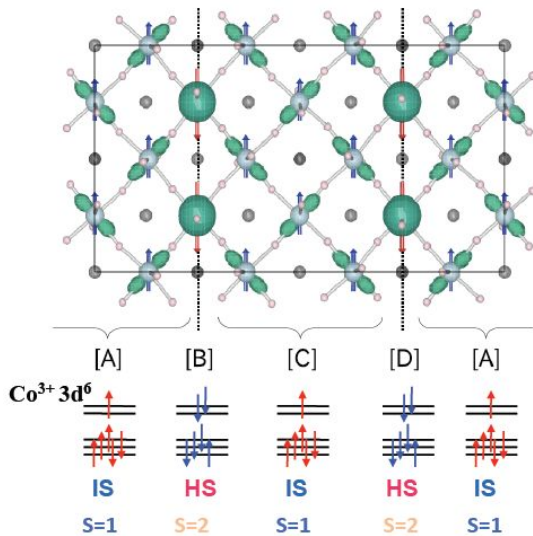 [A] [B] [C] [D] [A]
Co³⁺ 3d⁶
IS HS IS HS IS
S=1 S=2 S=1 S=2 S=1